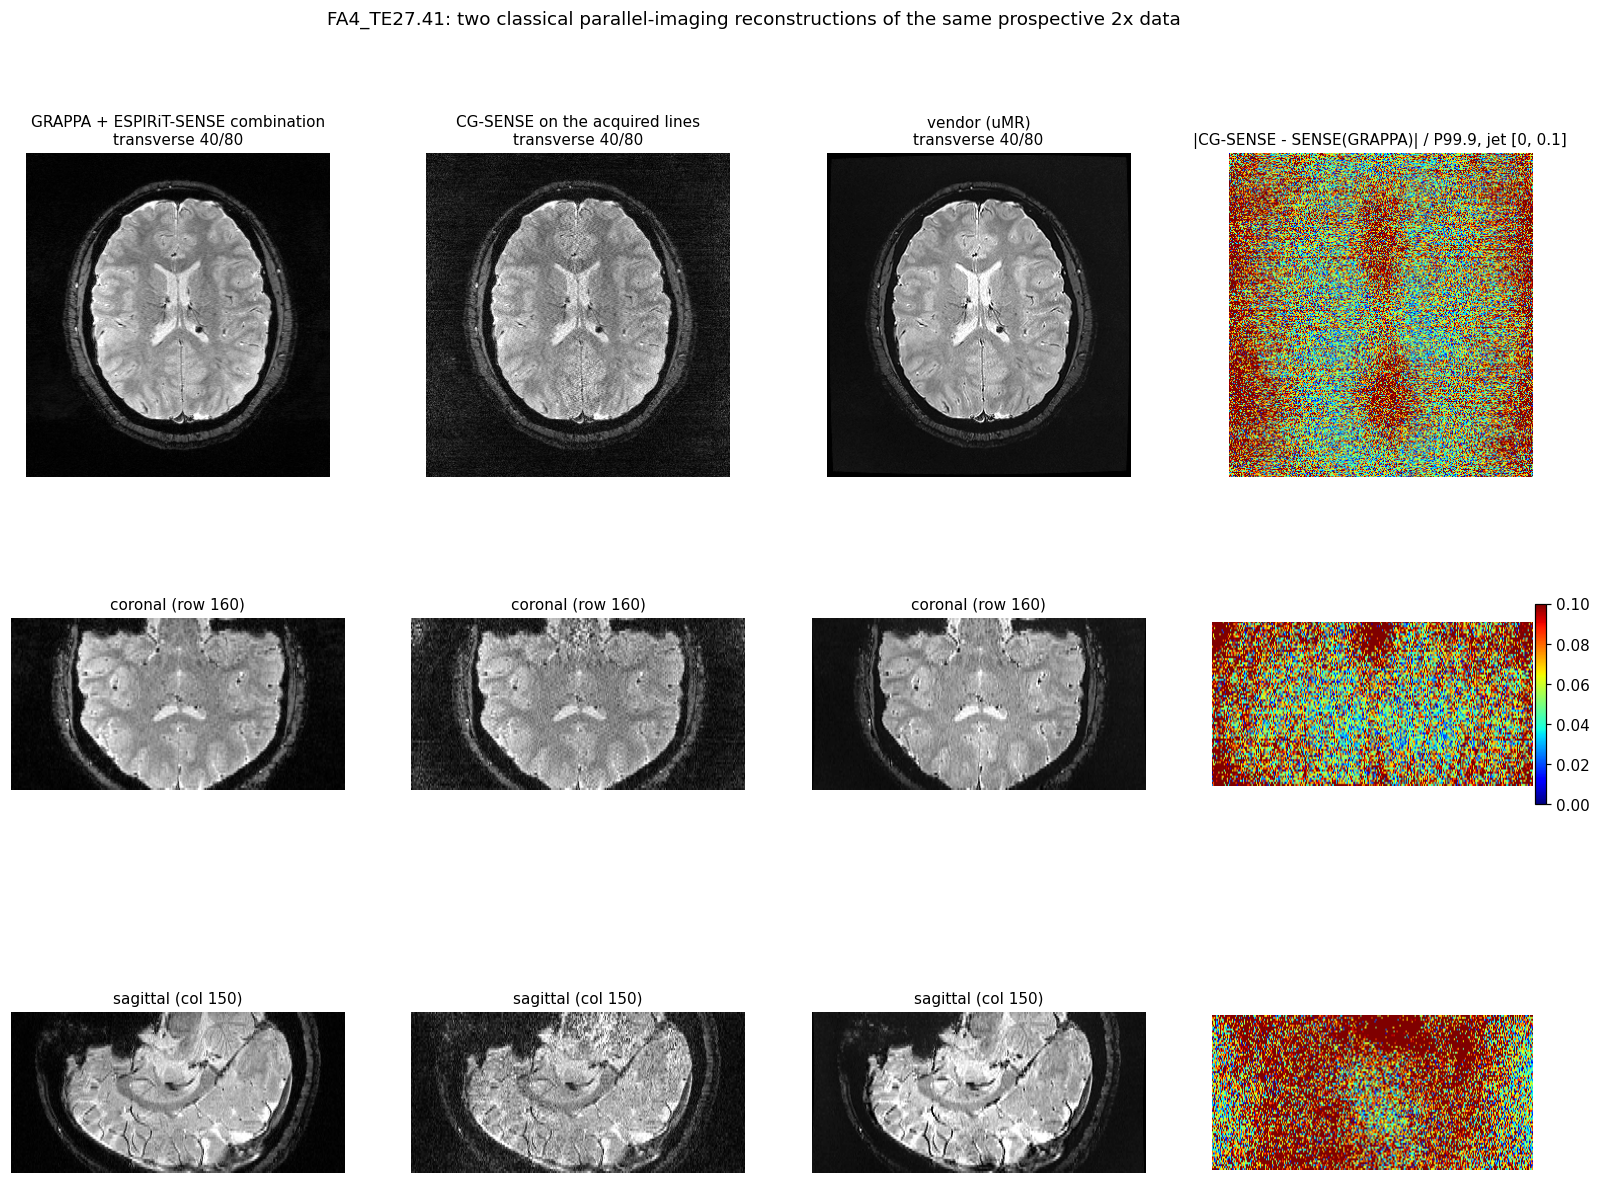 FA4_TE27.41: two classical parallel-imaging reconstructions of the same prospective 2x data
GRAPPA + ESPIRiT-SENSE combination
transverse 40/80
CG-SENSE on the acquired lines
transverse 40/80
vendor (uMR)
transverse 40/80
|CG-SENSE - SENSE(GRAPPA)| / P99.9, jet [0, 0.1]
coronal (row 160)
coronal (row 160)
coronal (row 160)
0.10
0.08
0.06
0.04
0.02
0.00
sagittal (col 150)
sagittal (col 150)
sagittal (col 150)